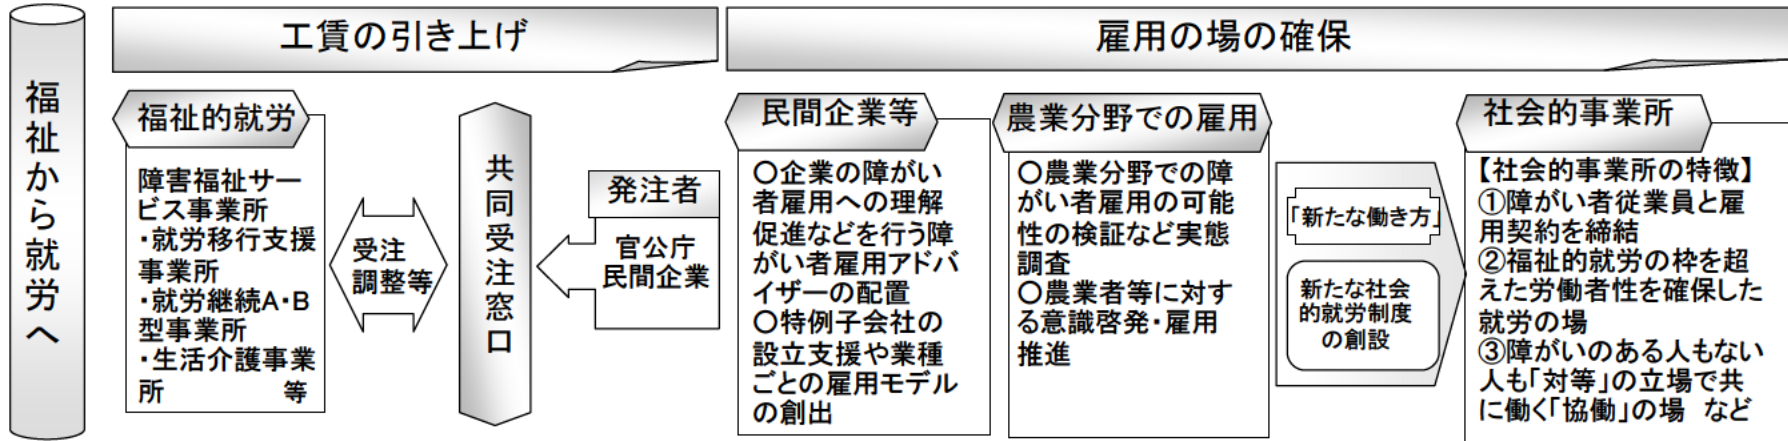 福祉から就労へ
工賃の引き上げ
雇用の場の確保
福祉的就労
障害福祉サー
ビス事業所
・就労移行支援
事業所
・就労継続A・B
型事業所
・生活介護事業
所 等
受注
調整等
共同受注窓口
発注者
官公庁
民間企業
民間企業等
○企業の障がい
者雇用への理解
促進などを行う障
がい者雇用アドバ
イザーの配置
○特例子会社の
設立支援や業種
ごとの雇用モデル
の創出
農業分野での雇用
○農業分野での障
がい者雇用の可能
性の検証など実態
調査
○農業者等に対す
る意識啓発・雇用
推進
「新たな働き方」
新たな社会
的就労制度
の創設
社会的事業所
【社会的事業所の特徴】
①障がい者従業員と雇
用契約を締結
②福祉的就労の枠を超
えた労働者性を確保した
就労の場
③障がいのある人もない
人も「対等」の立場で共
に働く「協働」の場 など